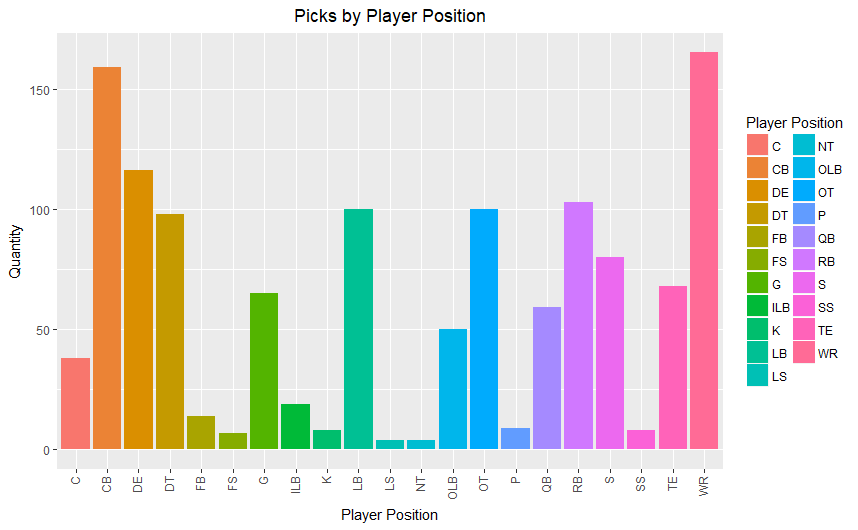 Picks by Player Position
150
100
50
0
Quantity
C CB DE DT FB FS G ILB K LB LS NT OLB OT P QB RB S SS TE WR
Player Position
Player Position
C NT
CB OLB
DE OT
DT P
FB QB
FS RB
G S
ILB SS
K TE
LB WR
LS